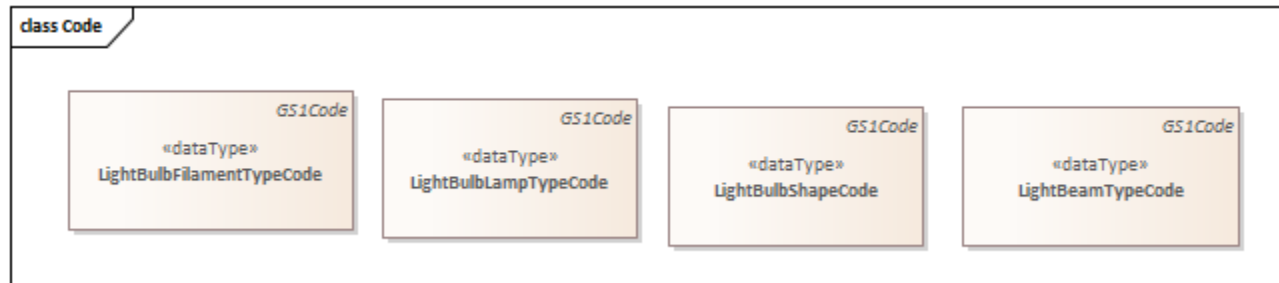 class Code
GS1Code
«dataType»
LightBulbFilamentTypeCode
GS1Code
«dataType»
LightBulbLampTypeCode
GS1Code
«dataType»
LightBulbShapeCode
GS1Code
«dataType»
LightBeamTypeCode